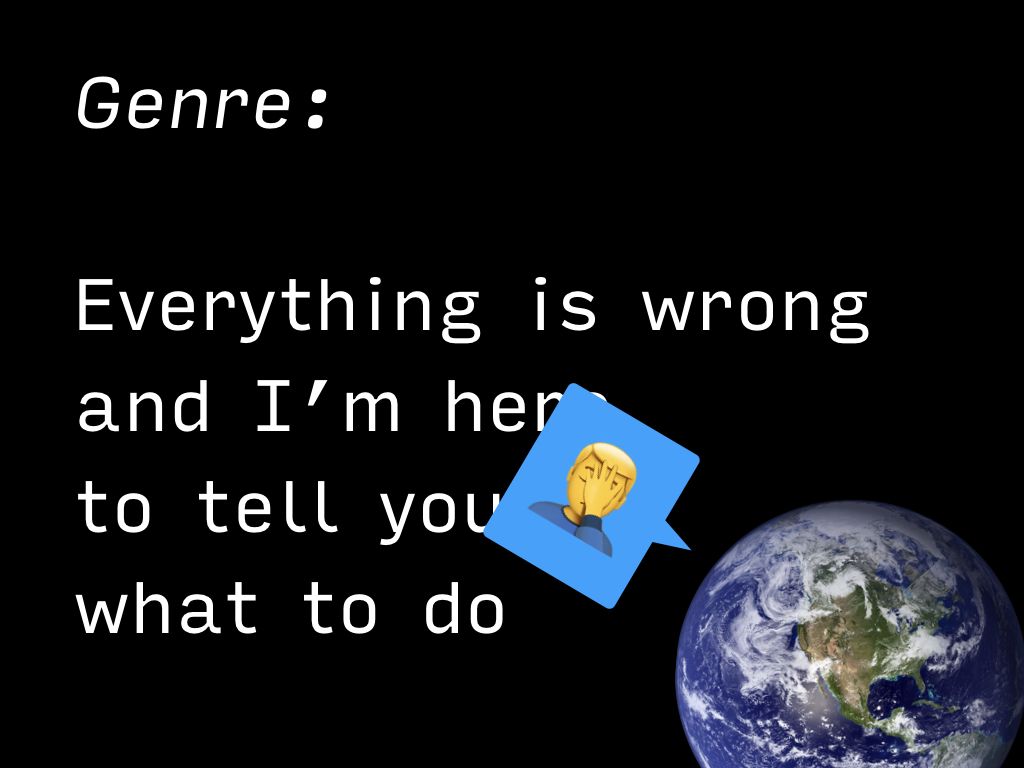 Genre:
Everything is wrong
and I’m here
to tell you
what to do